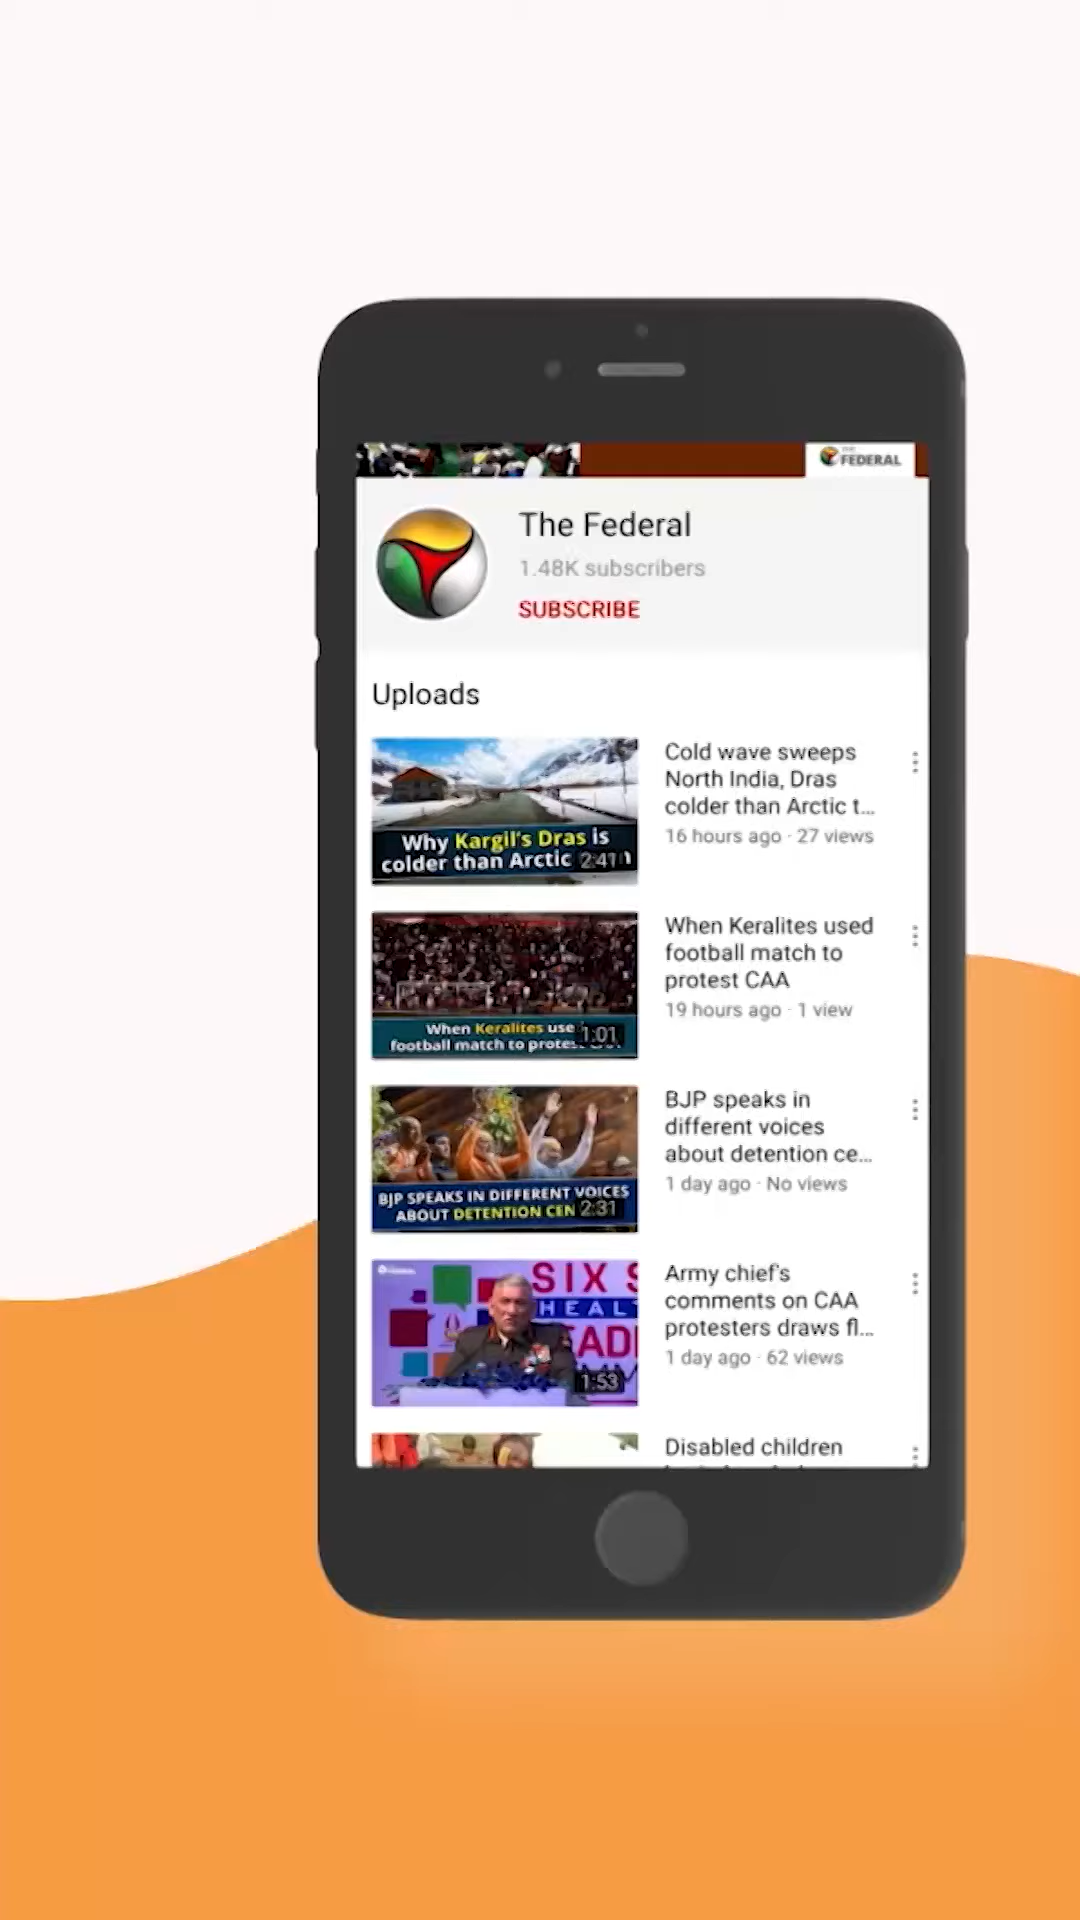 THE
FEDERAL
The Federal
1.48K subscribers
SUBSCRIBE
Uploads
Why Kargil's Dras is
colder than Arctic
2:41
Cold wave sweeps
North India, Dras
colder than Arctic t...
16 hours ago · 27 views
When Keralites use
football match to
1:01
When Keralites used
football match to
protest CAA
19 hours ago · 1 view
BJP SPEAKS IN DIFFERENT VOICES
ABOUT DETENTION CEN
2:31
BJP speaks in
different voices
about detention ce...
1 day ago · No views
SIX S
HEALT
EADE
1:53
Army chief's
comments on CAA
protesters draws fl...
1 day ago · 62 views
Disabled children